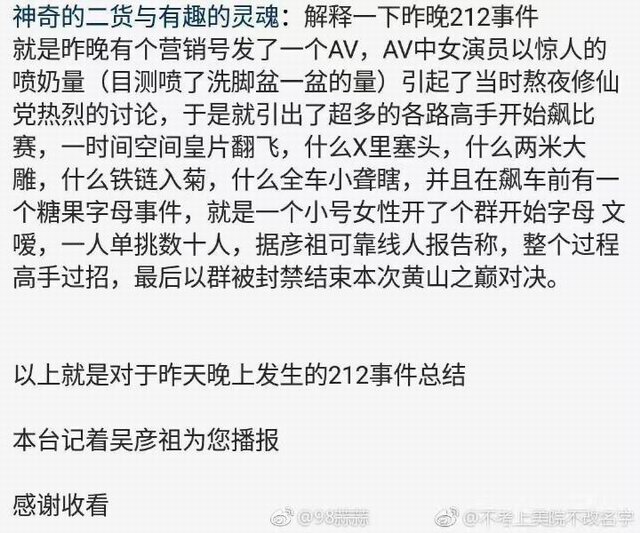 神奇的二货与有趣的灵魂：解释一下昨晚212事件
就是昨晚有个营销号发了一个AV，AV中女演员以惊人的
喷奶量（目测喷了洗脚盆一盆的量）引起了当时熬夜修仙
党热烈的讨论，于是就引出了超多的各路高手开始飙比
赛，一时间空间皇片翻飞，什么X里塞头，什么两米大
雕，什么铁链入菊，什么全车小聋瞎，并且在飙车前有一
个糖果字母事件，就是一个小号女性开了个群开始字母 文
嗳，一人单挑数十人，据彦祖可靠线人报告称，整个过程
高手过招，最后以群被封禁结束本次黄山之巅对决。
以上就是对于昨天晚上发生的212事件总结
本台记着吴彦祖为您播报
感谢收看
@98蒜蒜
@不考上美院不改名字